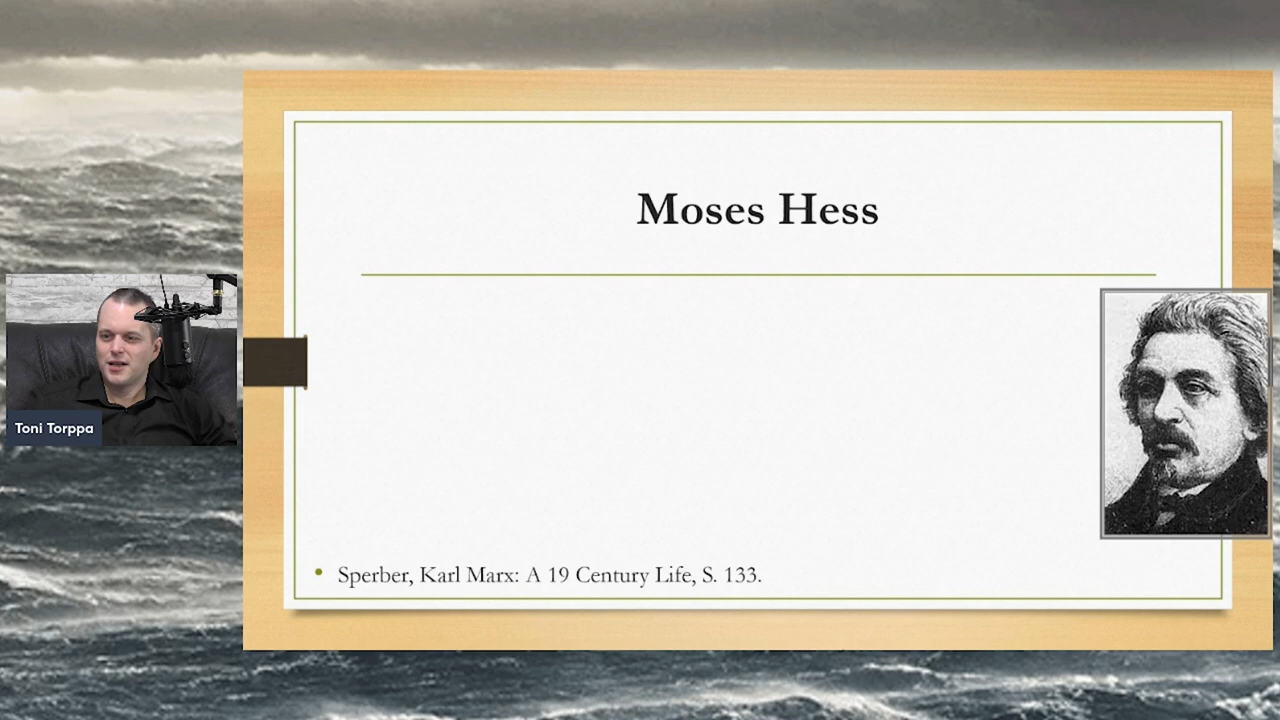 Moses Hess
Toni Torppa
• Sperber, Karl Marx: A 19 Century Life, S. 133.